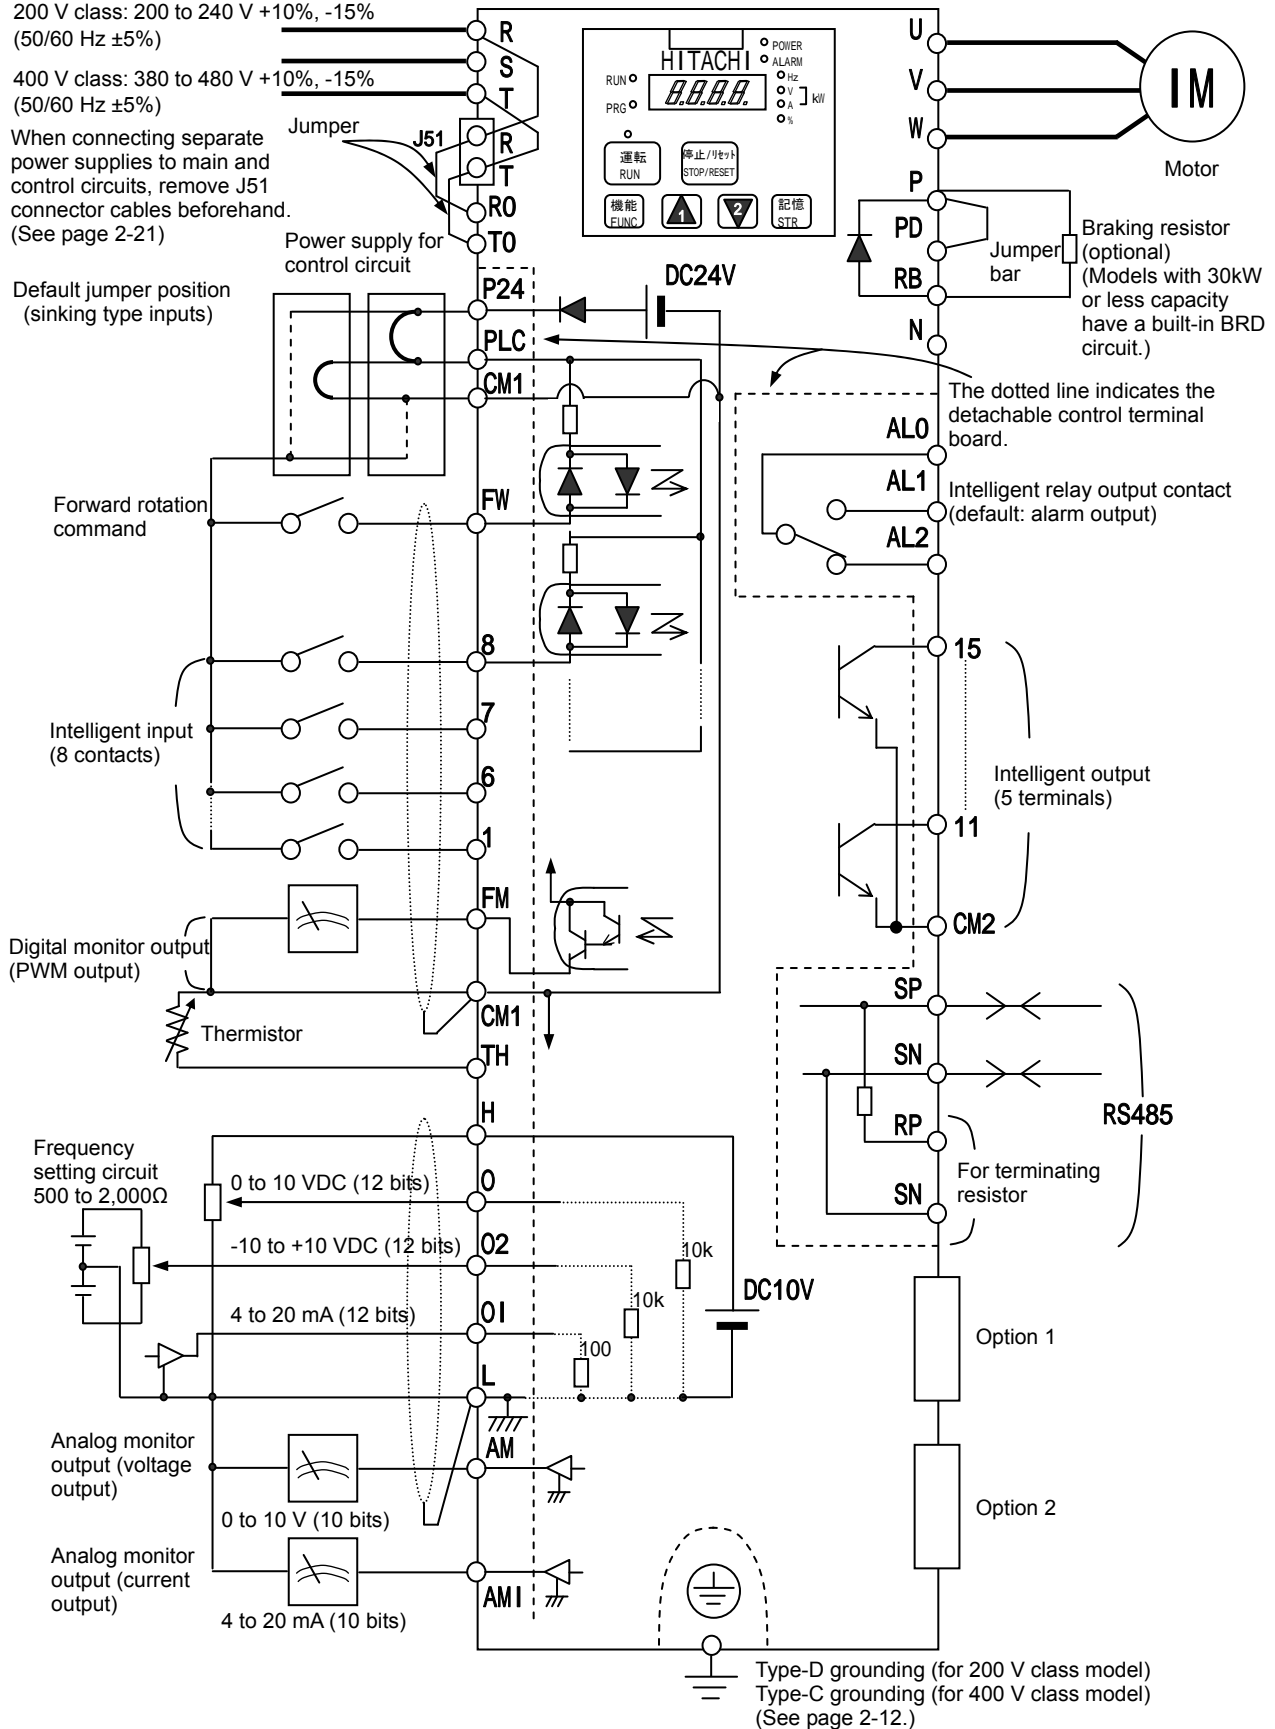 200 V class: 200 to 240 V +10%, -15%
(50/60 Hz ±5%)
400 V class: 380 to 480 V +10%, -15%
(50/60 Hz ±5%)
When connecting separate
power supplies to main and
control circuits, remove J51
connector cables beforehand.
(See page 2-21)
Jumper
J51
R
S
T
R
T
R0
T0
Power supply for
control circuit
HITACHI
POWER
ALARM
RUN
PRG
8.8.8.8.
Hz
V
A
kW
%
運転
RUN
停止/リセット
STOP/RESET
機能
FUNC
1
2
記憶
STR
U
V
W
IM
Motor
P
PD
RB
N
Jumper
bar
Braking resistor
(optional)
(Models with 30kW
or less capacity
have a built-in BRD
circuit.)
Default jumper position
(sinking type inputs)
P24
PLC
CM1
DC24V
The dotted line indicates the
detachable control terminal
board.
AL0
AL1
AL2
Intelligent relay output contact
(default: alarm output)
Forward rotation
command
FW
8
7
6
1
Intelligent input
(8 contacts)
15
11
CM2
Intelligent output
(5 terminals)
FM
Digital monitor output
(PWM output)
CM1
Thermistor
TH
SP
SN
RP
SN
RS485
For terminating
resistor
H
Frequency
setting circuit
500 to 2,000Ω
0 to 10 VDC (12 bits)
O
-10 to +10 VDC (12 bits)
O2
4 to 20 mA (12 bits)
OI
L
10k
10k
100
DC10V
Option 1
Analog monitor
output (voltage
output)
0 to 10 V (10 bits)
AM
Option 2
Analog monitor
output (current
output)
4 to 20 mA (10 bits)
AMI
Type-D grounding (for 200 V class model)
Type-C grounding (for 400 V class model)
(See page 2-12.)